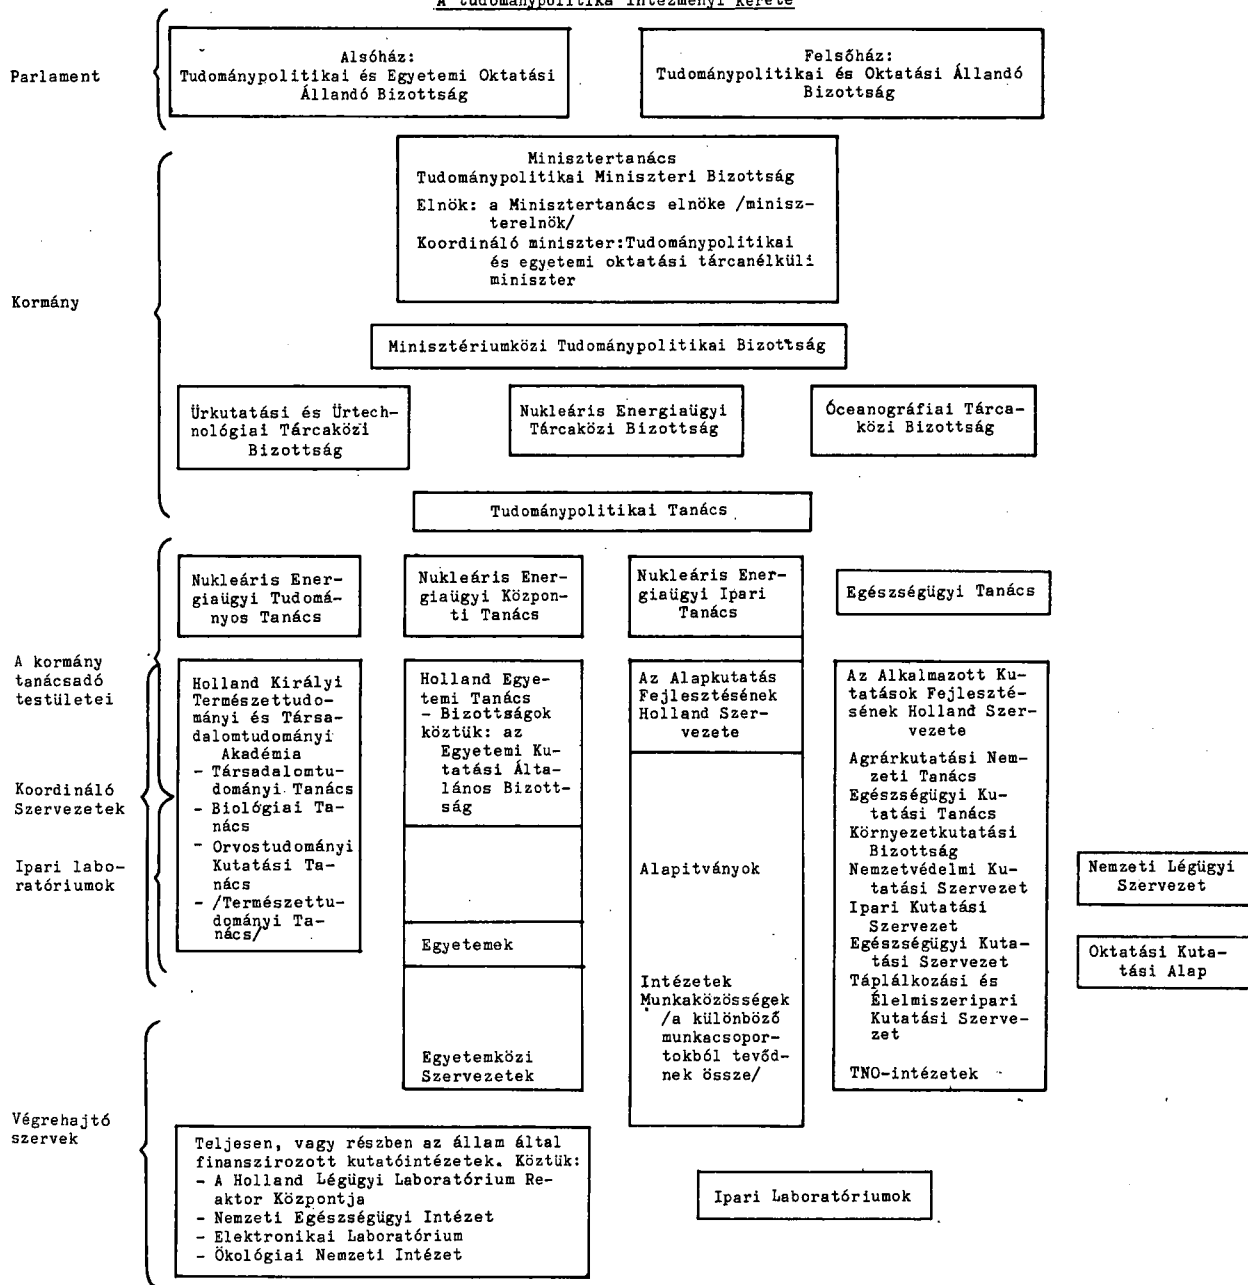 A tudománypolitika intézményi kerete
Parlament
Alsóház:
Tudománypolitikai és Egyetemi Oktatási
Állandó Bizottság
Felsőház:
Tudománypolitikai és Oktatási Állandó
Bizottság
Kormány
Minisztertanács
Tudománypolitikai Miniszteri Bizottság
Elnök: a Minisztertanács elnöke /minisz-
terelnök/
Koordináló miniszter:Tudománypolitikai
és egyetemi oktatási tárcanélküli
miniszter
Minisztériumközi Tudománypolitikai Bizottság
Űrkutatási és Űrtech-
nológiai Tárcaközi
Bizottság
Nukleáris Energiaügyi
Tárcaközi Bizottság
Óceanográfiai Tárca-
közi Bizottság
Tudománypolitikai Tanács
A kormány
tanácsadó
testületei
Nukleáris Ener-
giaügyi Tudomá-
nyos Tanács
Nukleáris Ener-
giaügyi Közpon-
ti Tanács
Nukleáris Ener-
giaügyi Ipari
Tanács
Egészségügyi Tanács
Koordináló
Szervezetek
Ipari labo-
ratóriumok
Holland Királyi
Természettudo-
mányi és Társa-
dalomtudományi
Akadémia
- Társadalomtu-
dományi Tanács
- Biológiai Ta-
nács
- Orvostudományi
Kutatási Ta-
nács
- /Természettu-
dományi Ta-
nács/
Holland Egye-
temi Tanács
- Bizottságok
köztük: az
Egyetemi Ku-
tatási Álta-
lános Bizott-
ság
Egyetemek
Egyetemközi
Szervezetek
Az Alapkutatás
Fejlesztésének
Holland Szer-
vezete
Alapitványok
Intézetek
Munkaközösségek
/a különböző
munkacsopor-
tokból tevőd-
nek össze/
Az Alkalmazott Ku-
tatások Fejleszté-
sének Holland Szer-
vezete
Agrárkutatási Nem-
zeti Tanács
Egészségügyi Ku-
tatási Tanács
Környezetkutatási
Bizottság
Nemzetvédelmi Ku-
tatási Szervezet
Ipari Kutatási
Szervezet
Egészségügyi Kuta-
tási Szervezet
Táplálkozási és
Élelmiszeripari
Kutatási Szerve-
zet
TNO-intézetek
Nemzeti Légügyi
Szervezet
Oktatási Kuta-
tási Alap
Végrehajtó
szervek
Teljesen, vagy részben az állam által
finanszirozott kutatóintézetek. Köztük:
- A Holland Légügyi Laboratórium Re-
aktor Központja
- Nemzeti Egészségügyi Intézet
- Elektronikai Laboratórium
- Ökológiai Nemzeti Intézet
Ipari Laboratóriumok